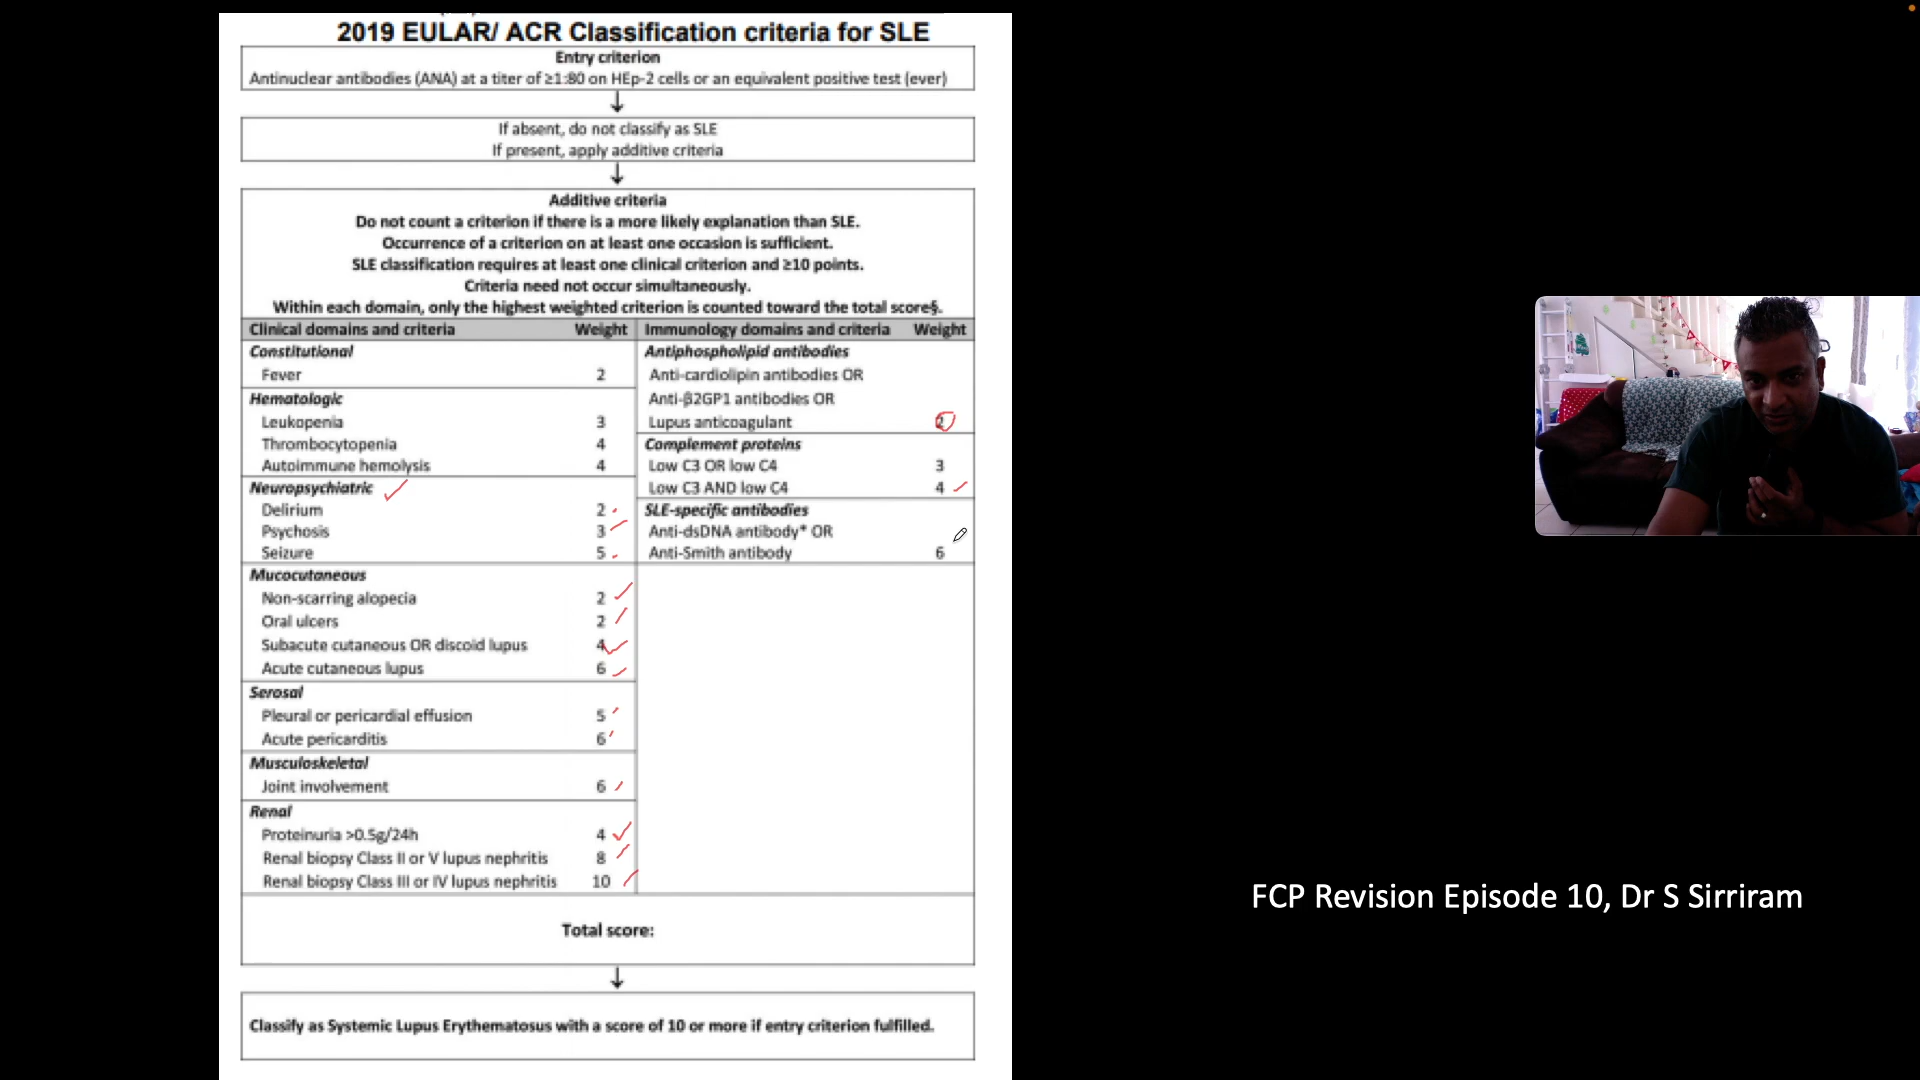 2019 EULAR/ ACR Classification criteria for SLE
Entry criterion
Antinuclear antibodies (ANA) at a titer of ≥1:80 on HEp-2 cells or an equivalent positive test (ever)
If absent, do not classify as SLE
If present, apply additive criteria
Additive criteria
Do not count a criterion if there is a more likely explanation than SLE.
Occurrence of a criterion on at least one occasion is sufficient.
SLE classification requires at least one clinical criterion and ≥10 points.
Criteria need not occur simultaneously.
Within each domain, only the highest weighted criterion is counted toward the total score§.
Clinical domains and criteria Weight
Constitutional
Fever 2
Hematologic
Leukopenia 3
Thrombocytopenia 4
Autoimmune hemolysis 4
Neuropsychiatric
Delirium 2
Psychosis 3
Seizure 5
Mucocutaneous
Non-scarring alopecia 2
Oral ulcers 2
Subacute cutaneous OR discoid lupus 4
Acute cutaneous lupus 6
Serosal
Pleural or pericardial effusion 5
Acute pericarditis 6
Musculoskeletal
Joint involvement 6
Renal
Proteinuria >0.5g/24h 4
Renal biopsy Class II or V lupus nephritis 8
Renal biopsy Class III or IV lupus nephritis 10
Immunology domains and criteria Weight
Antiphospholipid antibodies
Anti-cardiolipin antibodies OR
Anti-β2GP1 antibodies OR
Lupus anticoagulant 2
Complement proteins
Low C3 OR low C4 3
Low C3 AND low C4 4
SLE-specific antibodies
Anti-dsDNA antibody* OR
Anti-Smith antibody 6
Total score:
Classify as Systemic Lupus Erythematosus with a score of 10 or more if entry criterion fulfilled.
FCP Revision Episode 10, Dr S Sirriram